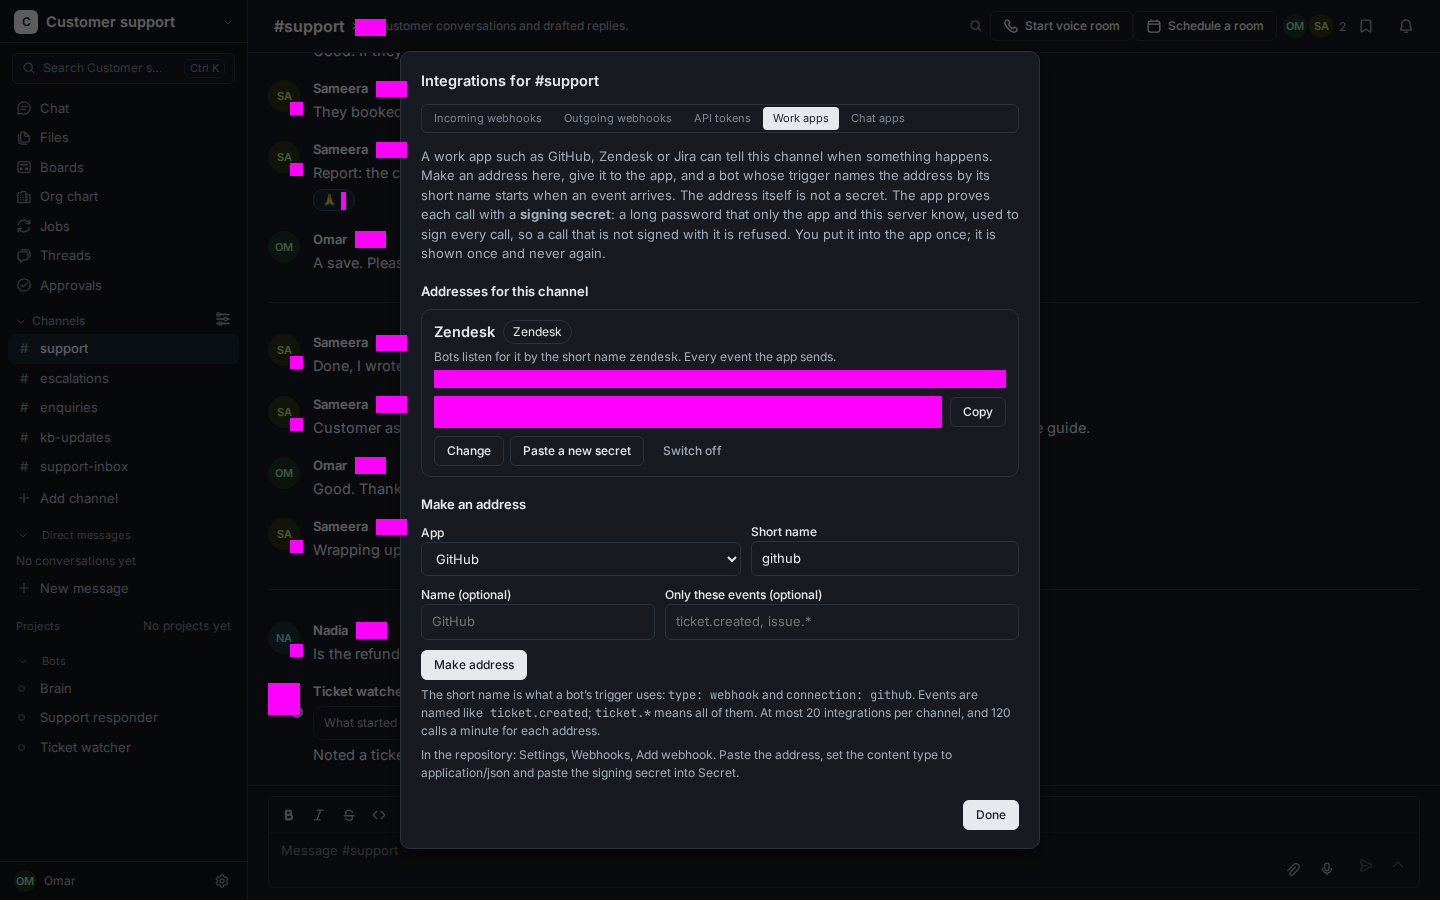 C Customer support
Search Customer s... Ctrl K
Chat
Files
Boards
Org chart
Jobs
Threads
Approvals
Channels
# support
# escalations
# enquiries
# kb-updates
# support-inbox
Add channel
Direct messages
No conversations yet
New message
Projects No projects yet
Bots
Brain
Support responder
Ticket watcher
OM Omar
#support ustomer conversations and drafted replies.
Start voice room
Schedule a room
OM SA 2
SA Sameera
They booked
SA Sameera
Report: the c
OM Omar
A save. Pleas
SA Sameera
Done, I wrote
SA Sameera
Customer as
e guide.
OM Omar
Good. Thank
SA Sameera
Wrapping up
NA Nadia
Is the refund
Ticket watche
What started
Noted a ticke
B I S <>
Message #support
Integrations for #support
Incoming webhooks Outgoing webhooks API tokens Work apps Chat apps
A work app such as GitHub, Zendesk or Jira can tell this channel when something happens.
Make an address here, give it to the app, and a bot whose trigger names the address by its
short name starts when an event arrives. The address itself is not a secret. The app proves
each call with a signing secret: a long password that only the app and this server know, used to
sign every call, so a call that is not signed with it is refused. You put it into the app once; it is
shown once and never again.
Addresses for this channel
Zendesk Zendesk
Bots listen for it by the short name zendesk. Every event the app sends.
Copy
Change Paste a new secret Switch off
Make an address
App Short name
GitHub github
Name (optional) Only these events (optional)
GitHub ticket.created, issue.*
Make address
The short name is what a bot’s trigger uses: type: webhook and connection: github. Events are
named like ticket.created; ticket.* means all of them. At most 20 integrations per channel, and 120
calls a minute for each address.
In the repository: Settings, Webhooks, Add webhook. Paste the address, set the content type to
application/json and paste the signing secret into Secret.
Done